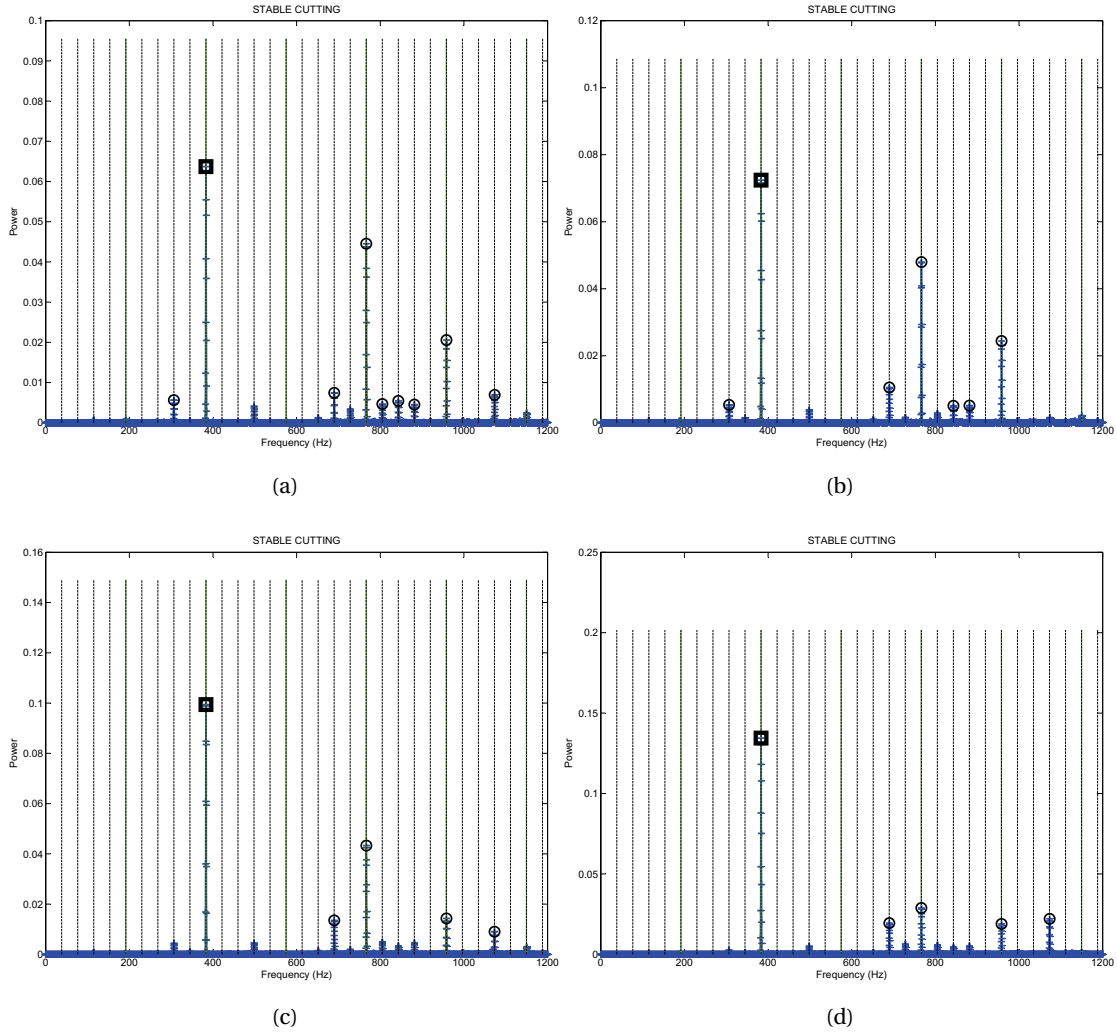 STABLE CUTTING
0.1
0.09
0.08
0.07
0.06
0.05
0.04
0.03
0.02
0.01
0
Power
0 200 400 600 800 1000 1200
Frequency (Hz)
(a)
STABLE CUTTING
0.12
0.1
0.08
0.06
0.04
0.02
0
Power
0 200 400 600 800 1000 1200
Frequency (Hz)
(b)
STABLE CUTTING
0.16
0.14
0.12
0.1
0.08
0.06
0.04
0.02
0
Power
0 200 400 600 800 1000 1200
Frequency (Hz)
(c)
STABLE CUTTING
0.25
0.2
0.15
0.1
0.05
0
Power
0 200 400 600 800 1000 1200
Frequency (Hz)
(d)